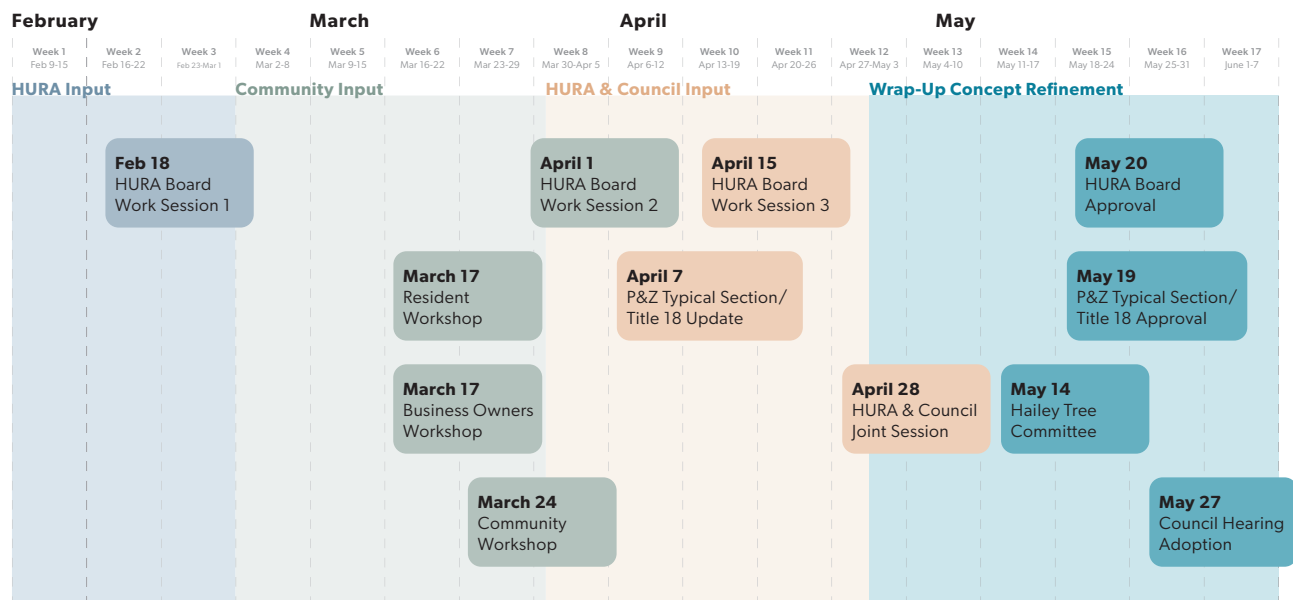 February
March
April
May
Week 1
Feb 9-15
Week 2
Feb 16-22
Week 3
Feb 23-Mar 1
Week 4
Mar 2-8
Week 5
Mar 9-15
Week 6
Mar 16-22
Week 7
Mar 23-29
Week 8
Mar 30-Apr 5
Week 9
Apr 6-12
Week 10
Apr 13-19
Week 11
Apr 20-26
Week 12
Apr 27-May 3
Week 13
May 4-10
Week 14
May 11-17
Week 15
May 18-24
Week 16
May 25-31
Week 17
June 1-7
HURA Input
Community Input
HURA & Council Input
Wrap-Up Concept Refinement
Feb 18
HURA Board
Work Session 1
April 1
HURA Board
Work Session 2
April 15
HURA Board
Work Session 3
May 20
HURA Board
Approval
March 17
Resident
Workshop
April 7
P&Z Typical Section/
Title 18 Update
May 19
P&Z Typical Section/
Title 18 Approval
March 17
Business Owners
Workshop
April 28
HURA & Council
Joint Session
May 14
Hailey Tree
Committee
March 24
Community
Workshop
May 27
Council Hearing
Adoption